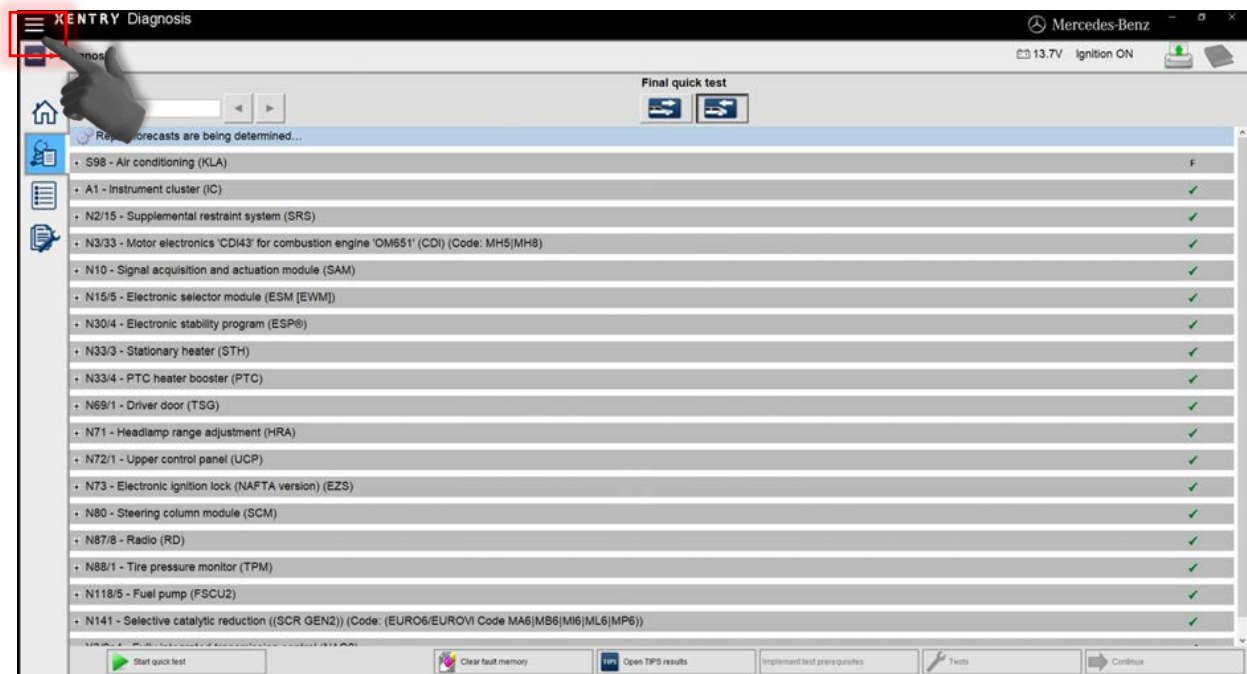 XENTRY Diagnosis
Mercedes-Benz
13.7V Ignition ON
Final quick test
forecasts are being determined...
+ S98 - Air conditioning (KLA) F
+ A1 - Instrument cluster (IC) ✓
+ N2/15 - Supplemental restraint system (SRS) ✓
+ N3/33 - Motor electronics 'CDI43' for combustion engine 'OM651' (CDI) (Code: MH5|MH8) ✓
+ N10 - Signal acquisition and actuation module (SAM) ✓
+ N15/5 - Electronic selector module (ESM [EWM]) ✓
+ N30/4 - Electronic stability program (ESP®) ✓
+ N33/3 - Stationary heater (STH) ✓
+ N33/4 - PTC heater booster (PTC) ✓
+ N69/1 - Driver door (TSG) ✓
+ N71 - Headlamp range adjustment (HRA) ✓
+ N72/1 - Upper control panel (UCP) ✓
+ N73 - Electronic ignition lock (NAFTA version) (EZS) ✓
+ N80 - Steering column module (SCM) ✓
+ N87/8 - Radio (RD) ✓
+ N88/1 - Tire pressure monitor (TPM) ✓
+ N118/5 - Fuel pump (FSCU2) ✓
+ N141 - Selective catalytic reduction ((SCR GEN2)) (Code: (EURO6/EUROVI Code MA6|MB6|MI6|ML6|MP6)) ✓
Start quick test
Clear fault memory
TIPS Open TIPS results
Implement test prerequisites
Tests
Continue